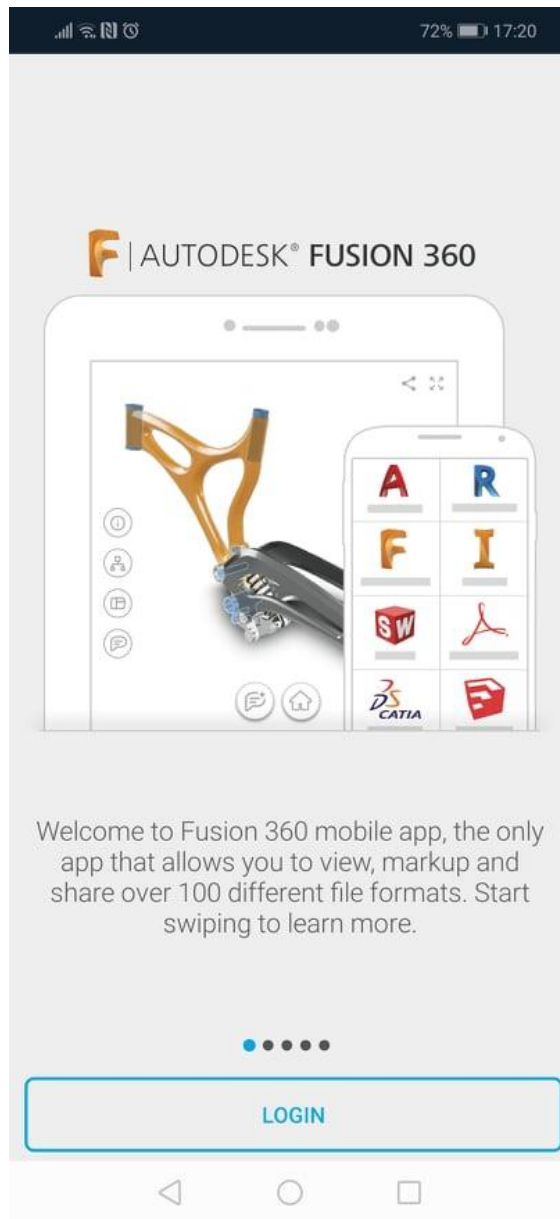 72% 17:20
F | AUTODESK® FUSION 360
A R
F I
SW
DS
CATIA
Welcome to Fusion 360 mobile app, the only
app that allows you to view, markup and
share over 100 different file formats. Start
swiping to learn more.
LOGIN